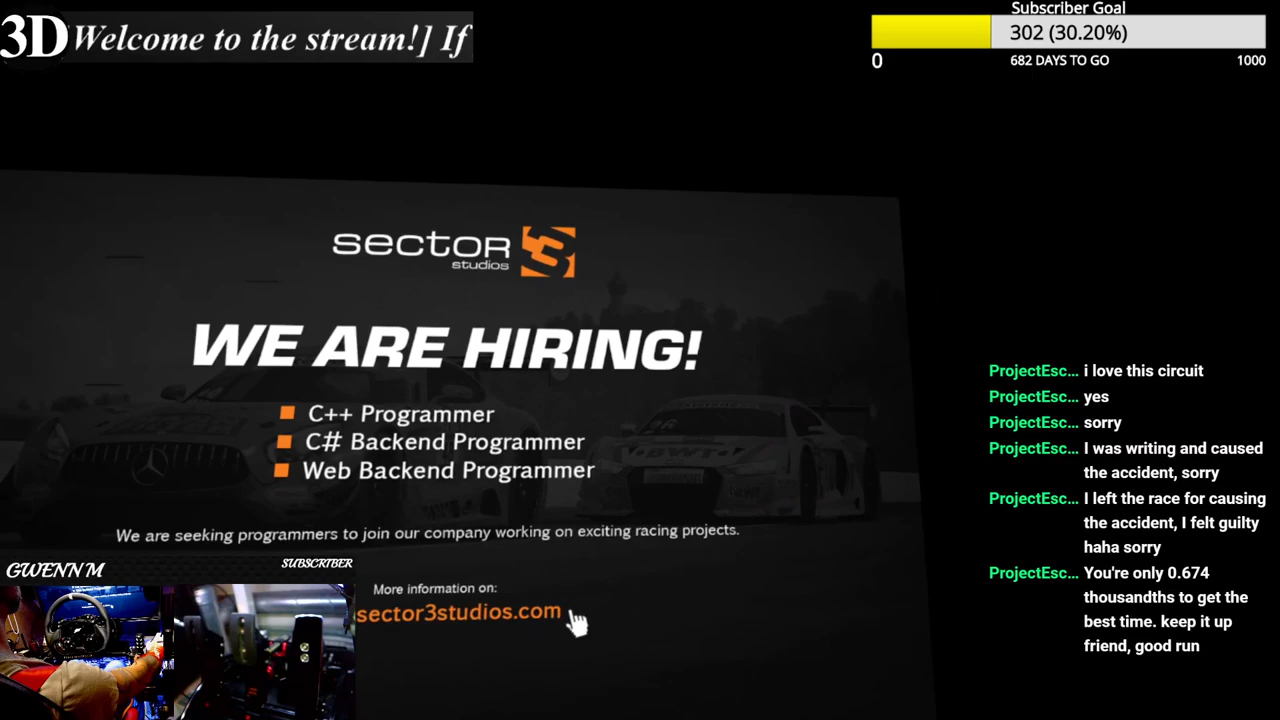 3D Welcome to the stream!] If
Subscriber Goal
302 (30.20%)
0 682 DAYS TO GO 1000
sector
studios
WE ARE HIRING!
C++ Programmer
C# Backend Programmer
Web Backend Programmer
We are seeking programmers to join our company working on exciting racing projects.
More information on:
sector3studios.com
GWENN M SUBSCRIBER
ProjectEsc... i love this circuit
ProjectEsc... yes
ProjectEsc... sorry
ProjectEsc... I was writing and caused
the accident, sorry
ProjectEsc... I left the race for causing
the accident, I felt guilty
haha sorry
ProjectEsc... You're only 0.674
thousandths to get the
best time. keep it up
friend, good run